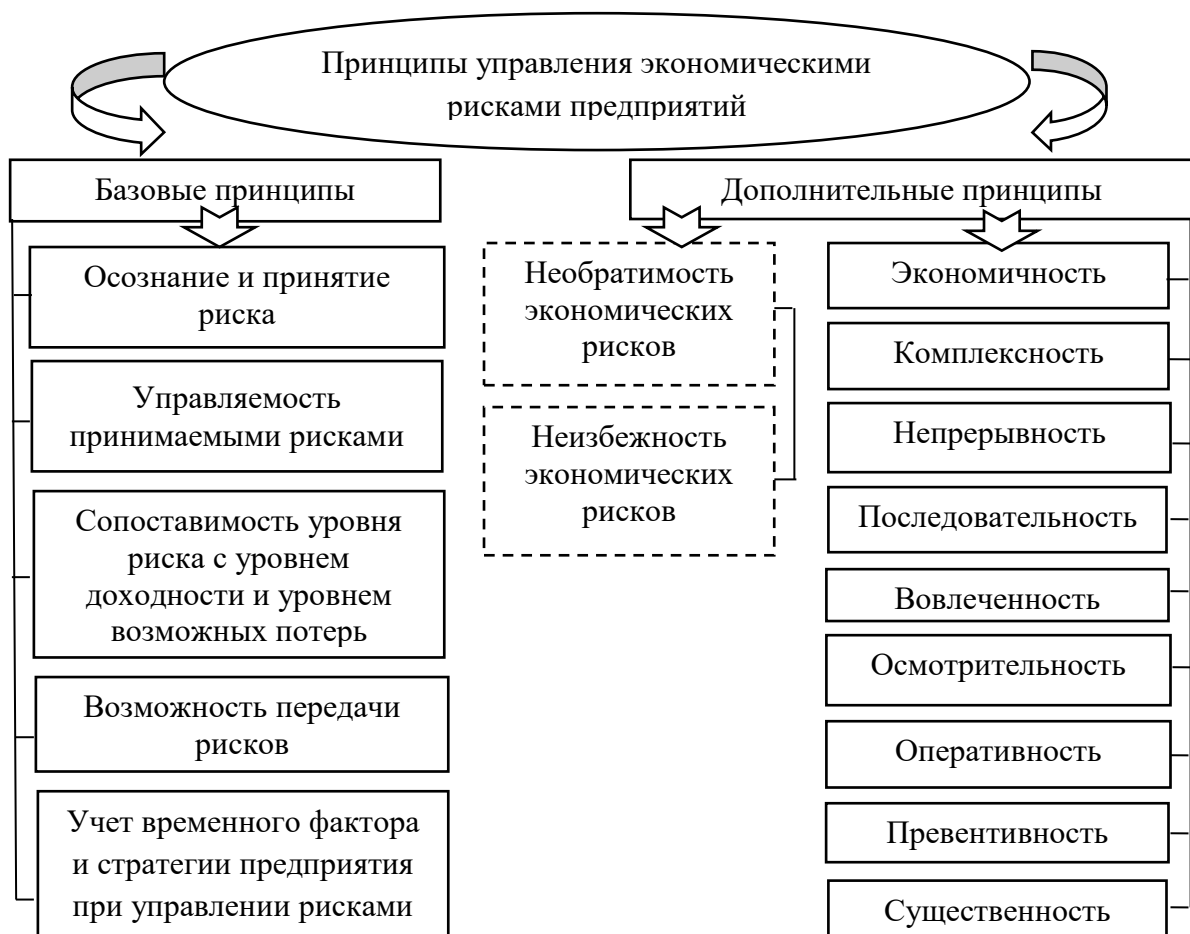 Принципы управления экономическими
рисками предприятий
Базовые принципы
Осознание и принятие
риска
Управляемость
принимаемыми рисками
Сопоставимость уровня
риска с уровнем
доходности и уровнем
возможных потерь
Возможность передачи
рисков
Учет временного фактора
и стратегии предприятия
при управлении рисками
Дополнительные принципы
Необратимость
экономических
рисков
Неизбежность
экономических
рисков
Экономичность
Комплексность
Непрерывность
Последовательность
Вовлеченность
Осмотрительность
Оперативность
Превентивность
Существенность